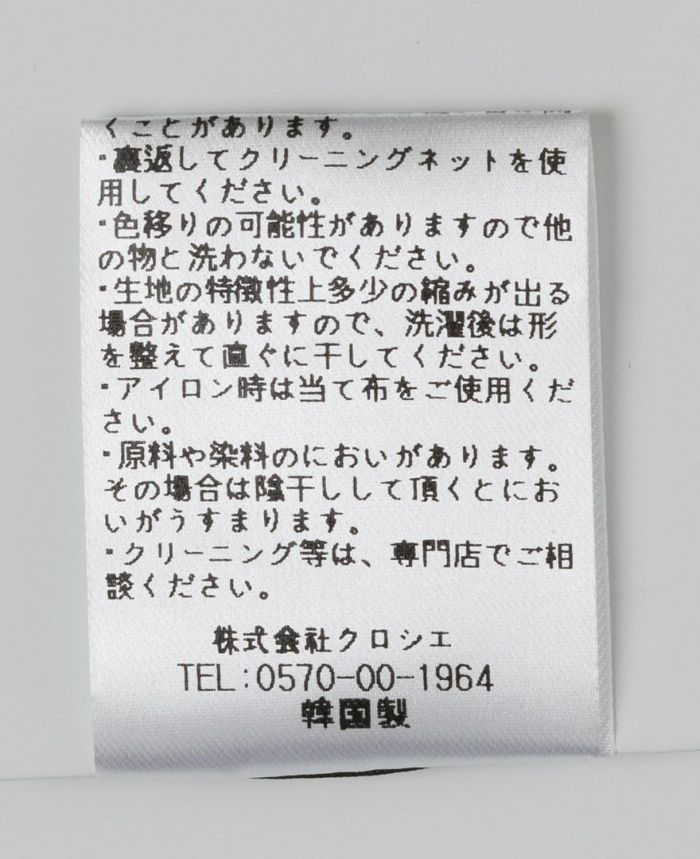 くことがあります。
・裏返してクリーニングネットを使
用してください。
・色移りの可能性がありますので他
の物と洗わないでください。
・生地の特徴性上多少の縮みが出る
場合がありますので、洗濯後は形
を整えて直ぐに干してください。
・アイロン時は当て布をご使用くだ
さい。
・原料や染料のにおいがあります。
その場合は陰干しして頂くとにお
いがうすまります。
・クリーニング等は、専門店でご相
談ください。
株式会社クロシエ
TEL:0570-00-1964
韓国製